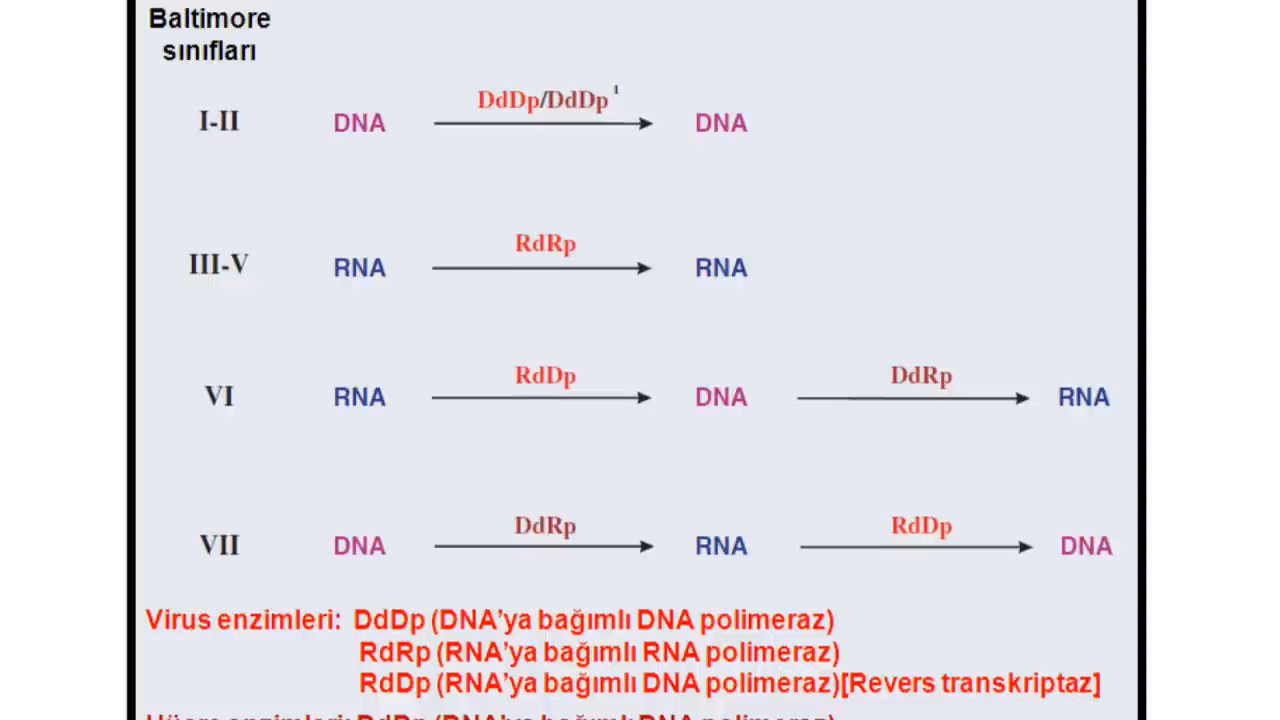 Baltimore
sınıfları
DdDp/DdDp¹
I-II DNA DNA
RdRp
III-V RNA RNA
RdDp DdRp
VI RNA DNA RNA
DdRp RdDp
VII DNA RNA DNA
Virus enzimleri: DdDp (DNA’ya bağımlı DNA polimeraz)
RdRp (RNA’ya bağımlı RNA polimeraz)
RdDp (RNA’ya bağımlı DNA polimeraz)[Revers transkriptaz]